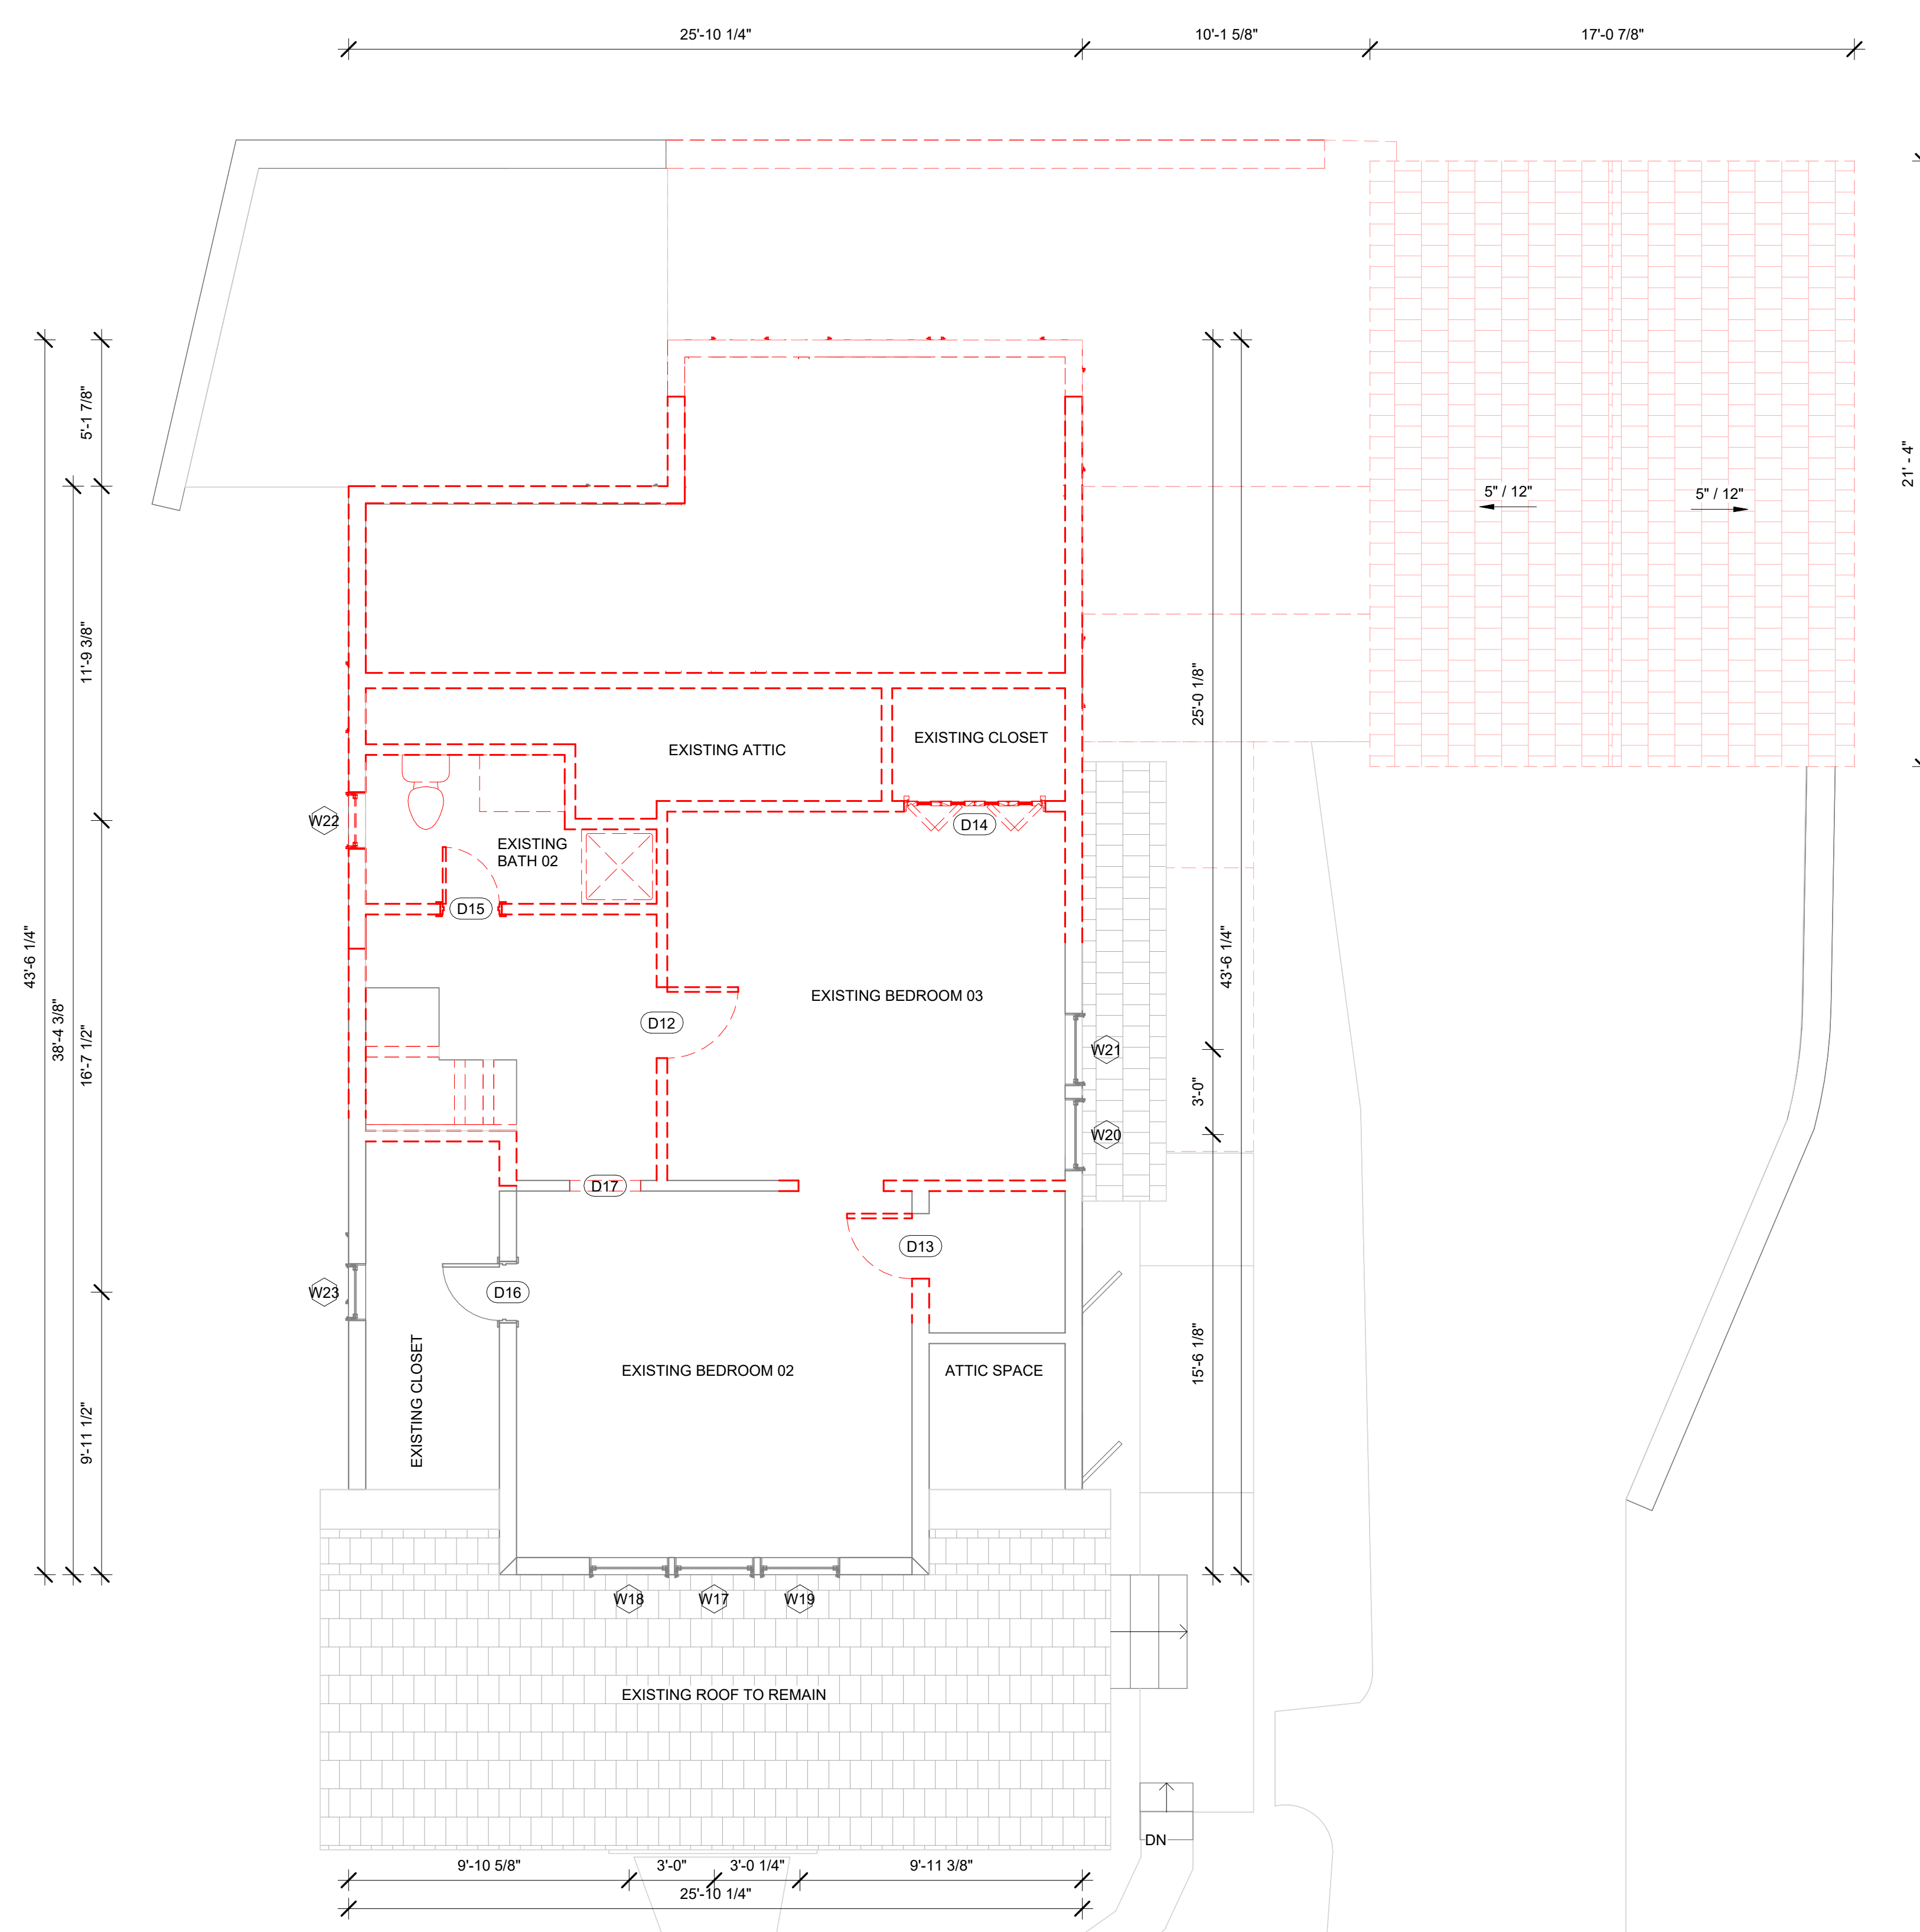 25'-10 1/4"
10'-1 5/8"
17'-0 7/8"
5'-1 7/8"
21' - 4"
5" / 12"
5" / 12"
11'-9 3/8"
25'-0 1/8"
EXISTING ATTIC
EXISTING CLOSET
W22
D14
EXISTING
BATH 02
D15
43'-6 1/4"
38'-4 3/8"
16'-7 1/2"
43'-6 1/4"
EXISTING BEDROOM 03
D12
W21
3'-0"
W20
D17
D13
W23
D16
EXISTING CLOSET
EXISTING BEDROOM 02
ATTIC SPACE
15'-6 1/8"
9'-11 1/2"
W18
W17
W19
EXISTING ROOF TO REMAIN
DN
9'-10 5/8"
3'-0"
3'-0 1/4"
9'-11 3/8"
25'-10 1/4"